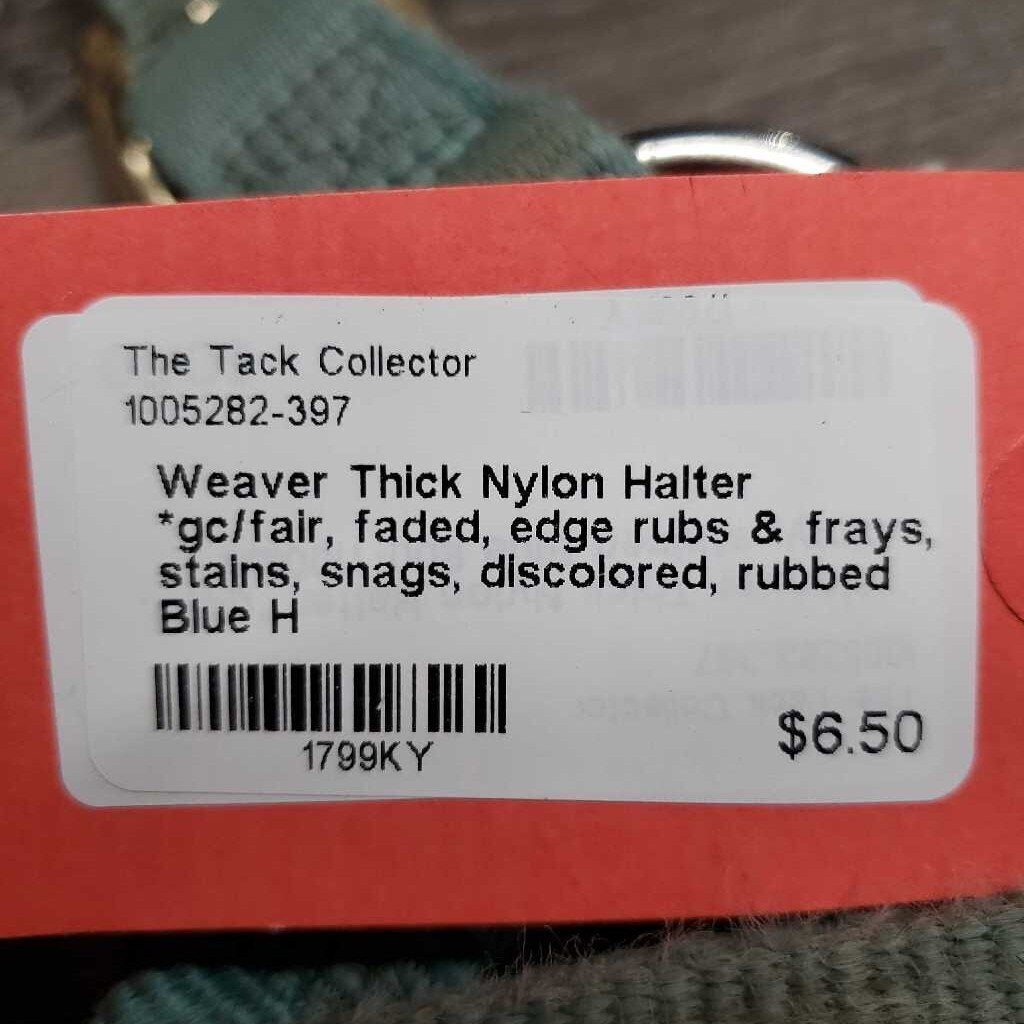 The Tack Collector
1005282-397
Weaver Thick Nylon Halter
*gc/fair, faded, edge rubs & frays,
stains, snags, discolored, rubbed
Blue H
1799KY
$6.50